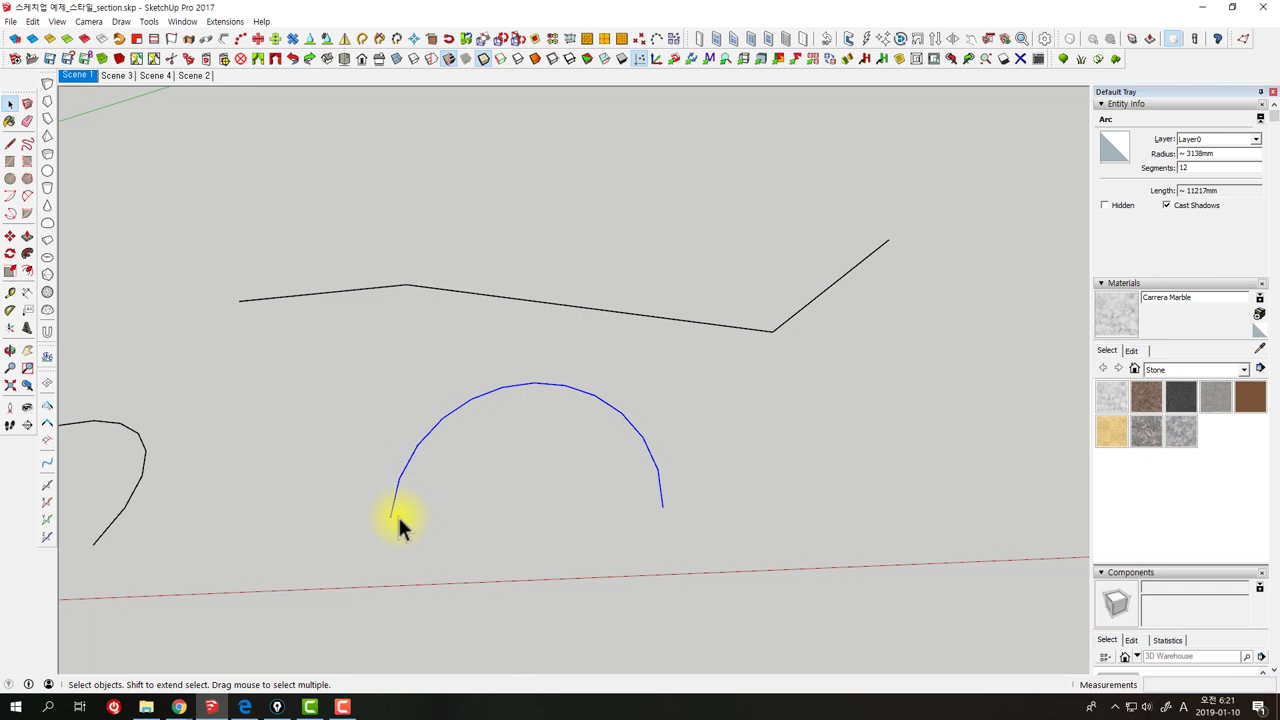 스케치업 예제_스타일_section.skp - SketchUp Pro 2017
File Edit View Camera Draw Tools Window Extensions Help
Scene 1 Scene 3 Scene 4 Scene 2
Default Tray
Entity Info
Arc
Layer: Layer0
Radius: ~ 3138mm
Segments: 12
Length: ~ 11217mm
Hidden Cast Shadows
Materials
Carrera Marble
Select Edit
Stone
Components
Select Edit Statistics
3D Warehouse
Select objects. Shift to extend select. Drag mouse to select multiple.
Measurements
A 오전 6:21
2019-01-10